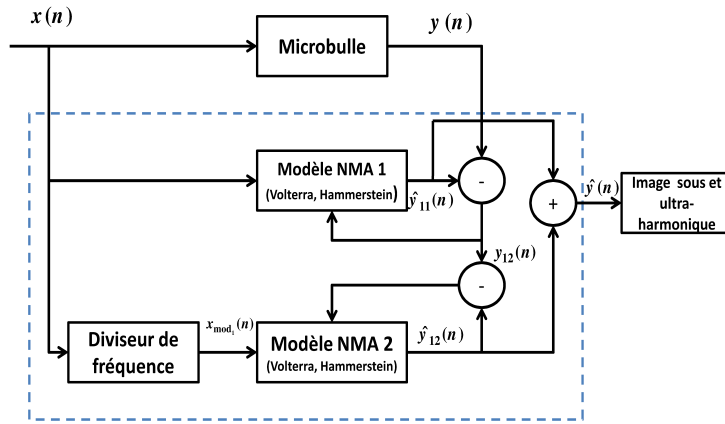 x(n)
y(n)
Microbulle
Modèle NMA 1
(Volterra, Hammerstein)
ŷ₁₁(n)
-
+
ŷ(n)
Image sous et
ultra-
harmonique
y₁₂(n)
-
Diviseur de
fréquence
x_mod₁(n)
Modèle NMA 2
(Volterra, Hammerstein)
ŷ₁₂(n)